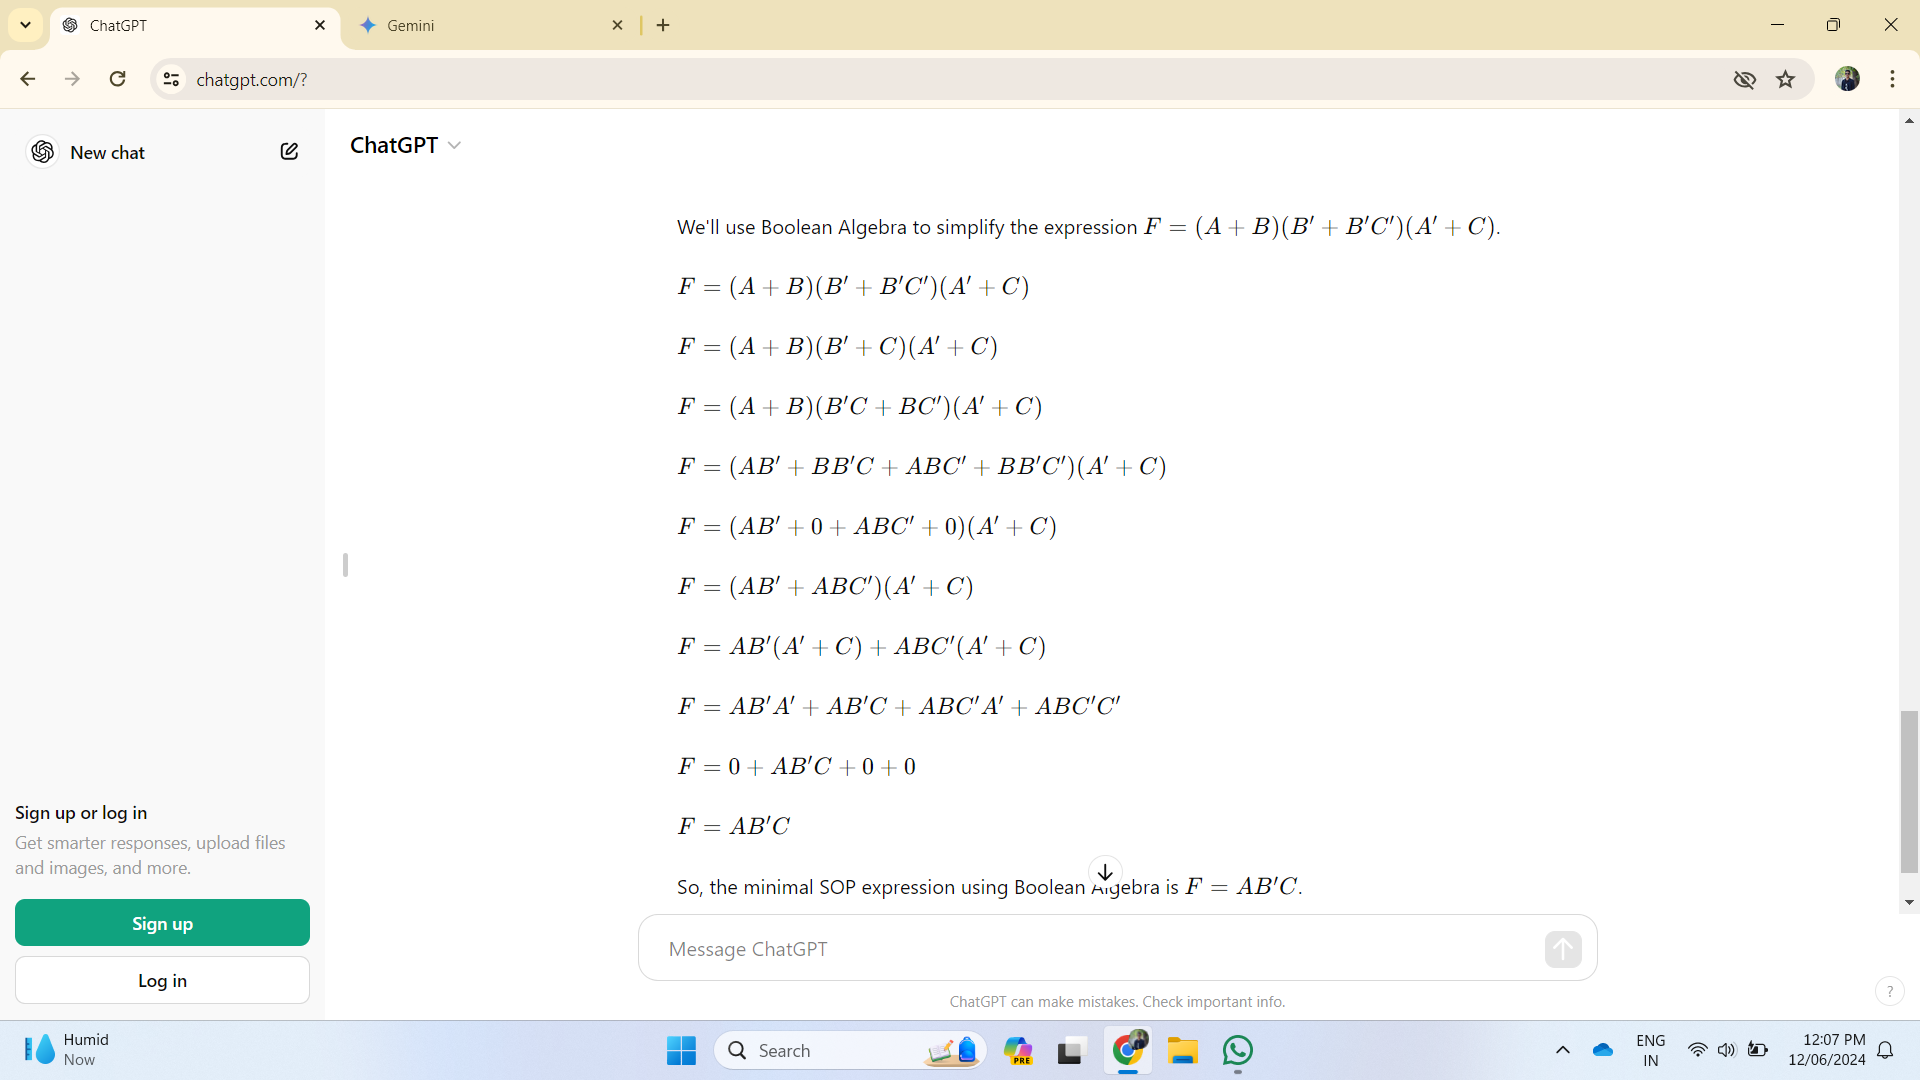 ChatGPT
Gemini
chatgpt.com/?
New chat
ChatGPT
We'll use Boolean Algebra to simplify the expression F = (A + B)(B′ + B′C′)(A′ + C).
F = (A + B)(B′ + B′C′)(A′ + C)
F = (A + B)(B′ + C)(A′ + C)
F = (A + B)(B′C + BC′)(A′ + C)
F = (AB′ + BB′C + ABC′ + BB′C′)(A′ + C)
F = (AB′ + 0 + ABC′ + 0)(A′ + C)
F = (AB′ + ABC′)(A′ + C)
F = AB′(A′ + C) + ABC′(A′ + C)
F = AB′A′ + AB′C + ABC′A′ + ABC′C′
F = 0 + AB′C + 0 + 0
F = AB′C
So, the minimal SOP expression using Boolean Algebra is F = AB′C.
Sign up or log in
Get smarter responses, upload files
and images, and more.
Sign up
Log in
Message ChatGPT
ChatGPT can make mistakes. Check important info.
?
Humid
Now
Search
PRE
ENG
IN
12:07 PM
12/06/2024